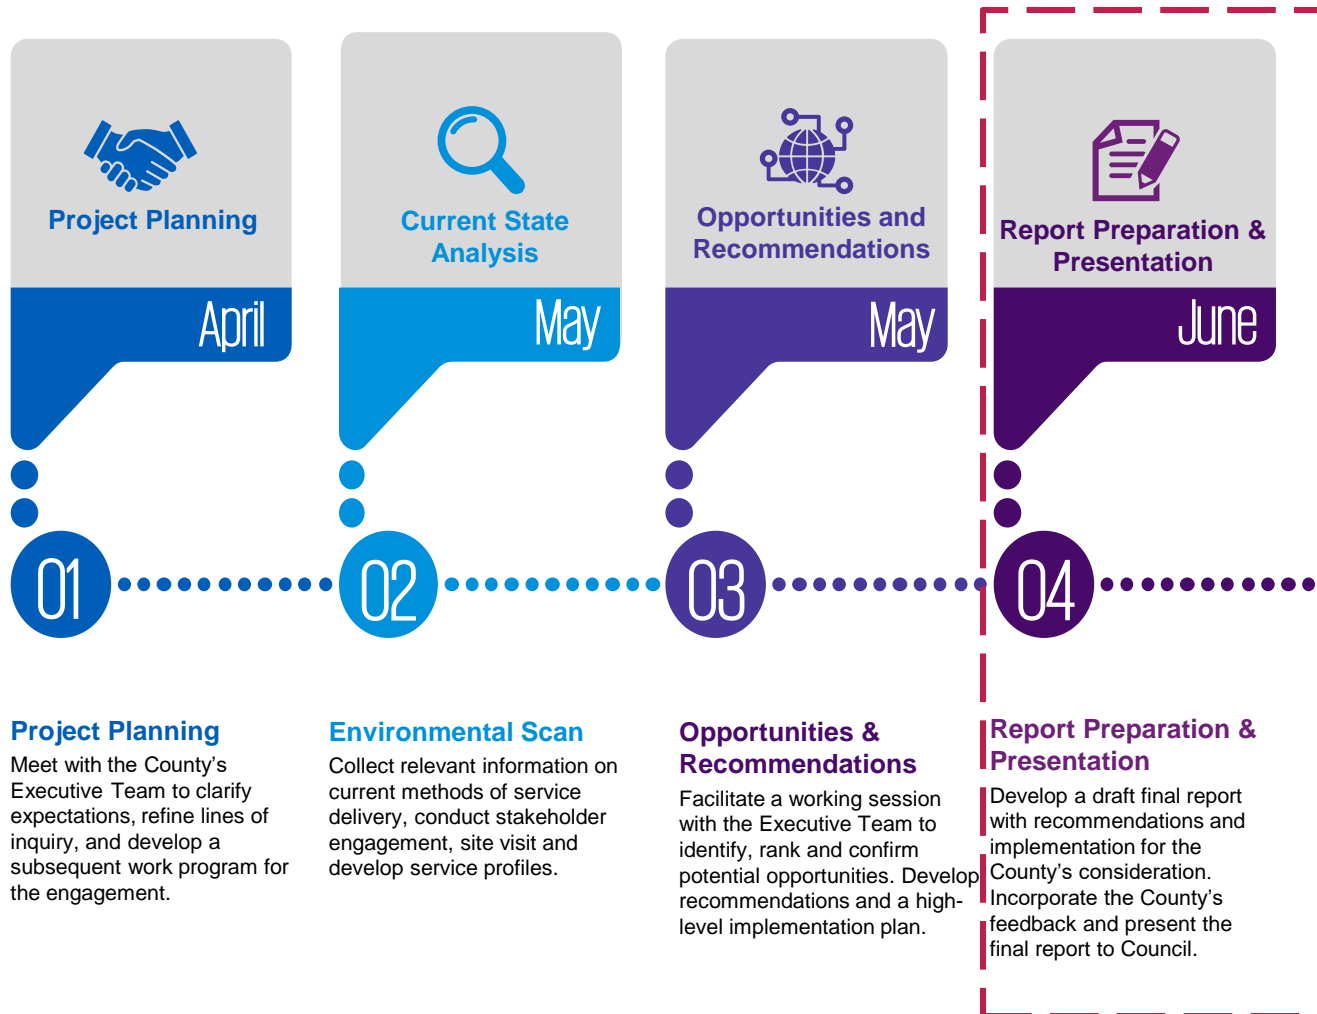 Project Planning
April
01
Current State
Analysis
May
02
Opportunities and
Recommendations
May
03
Report Preparation &
Presentation
June
04
Project Planning
Meet with the County's
Executive Team to clarify
expectations, refine lines of
inquiry, and develop a
subsequent work program for
the engagement.
Environmental Scan
Collect relevant information on
current methods of service
delivery, conduct stakeholder
engagement, site visit and
develop service profiles.
Opportunities &
Recommendations
Facilitate a working session
with the Executive Team to
identify, rank and confirm
potential opportunities. Develop
recommendations and a high-
level implementation plan.
Report Preparation &
Presentation
Develop a draft final report
with recommendations and
implementation for the
County's consideration.
Incorporate the County's
feedback and present the
final report to Council.